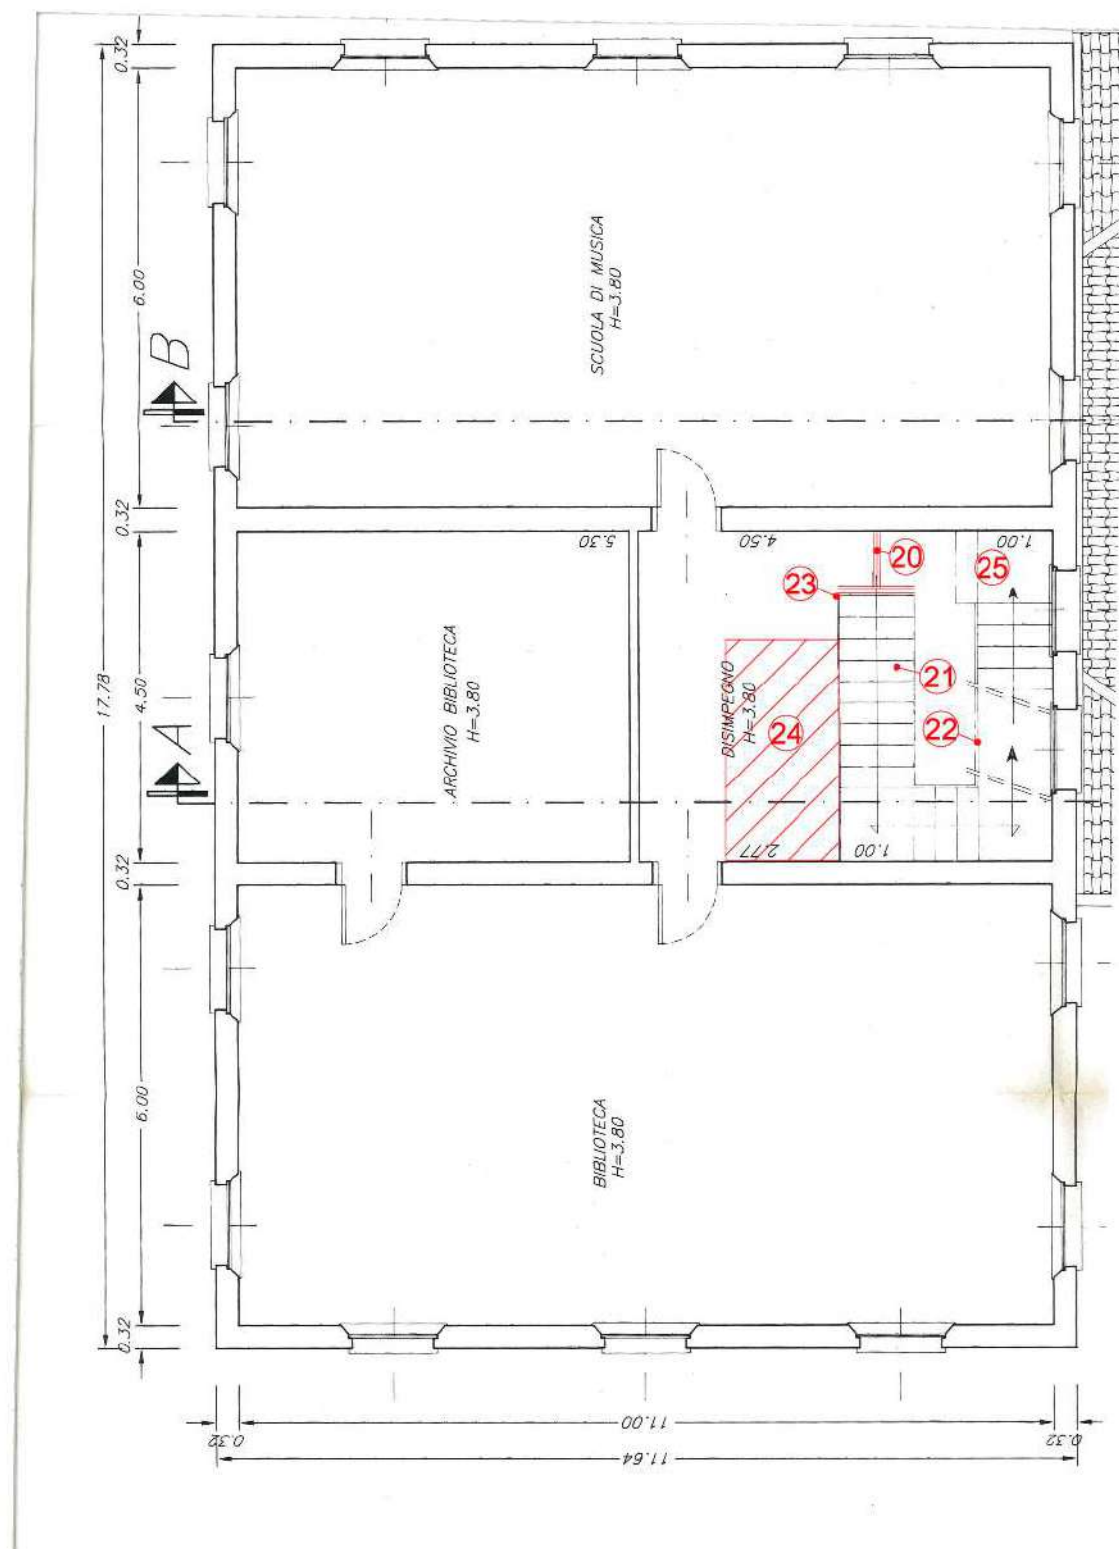 0.32
6.00
0.32
17.78
4.50
0.32
6.00
0.32
B
A
SCUOLA DI MUSICA
H=3.80
5.30
4.50
1.00
20
25
23
21
22
24
ARCHIVIO BIBLIOTECA
H=3.80
DISIMPEGNO
H=3.80
2.77
1.00
BIBLIOTECA
H=3.80
0.32
11.00
0.32
11.64